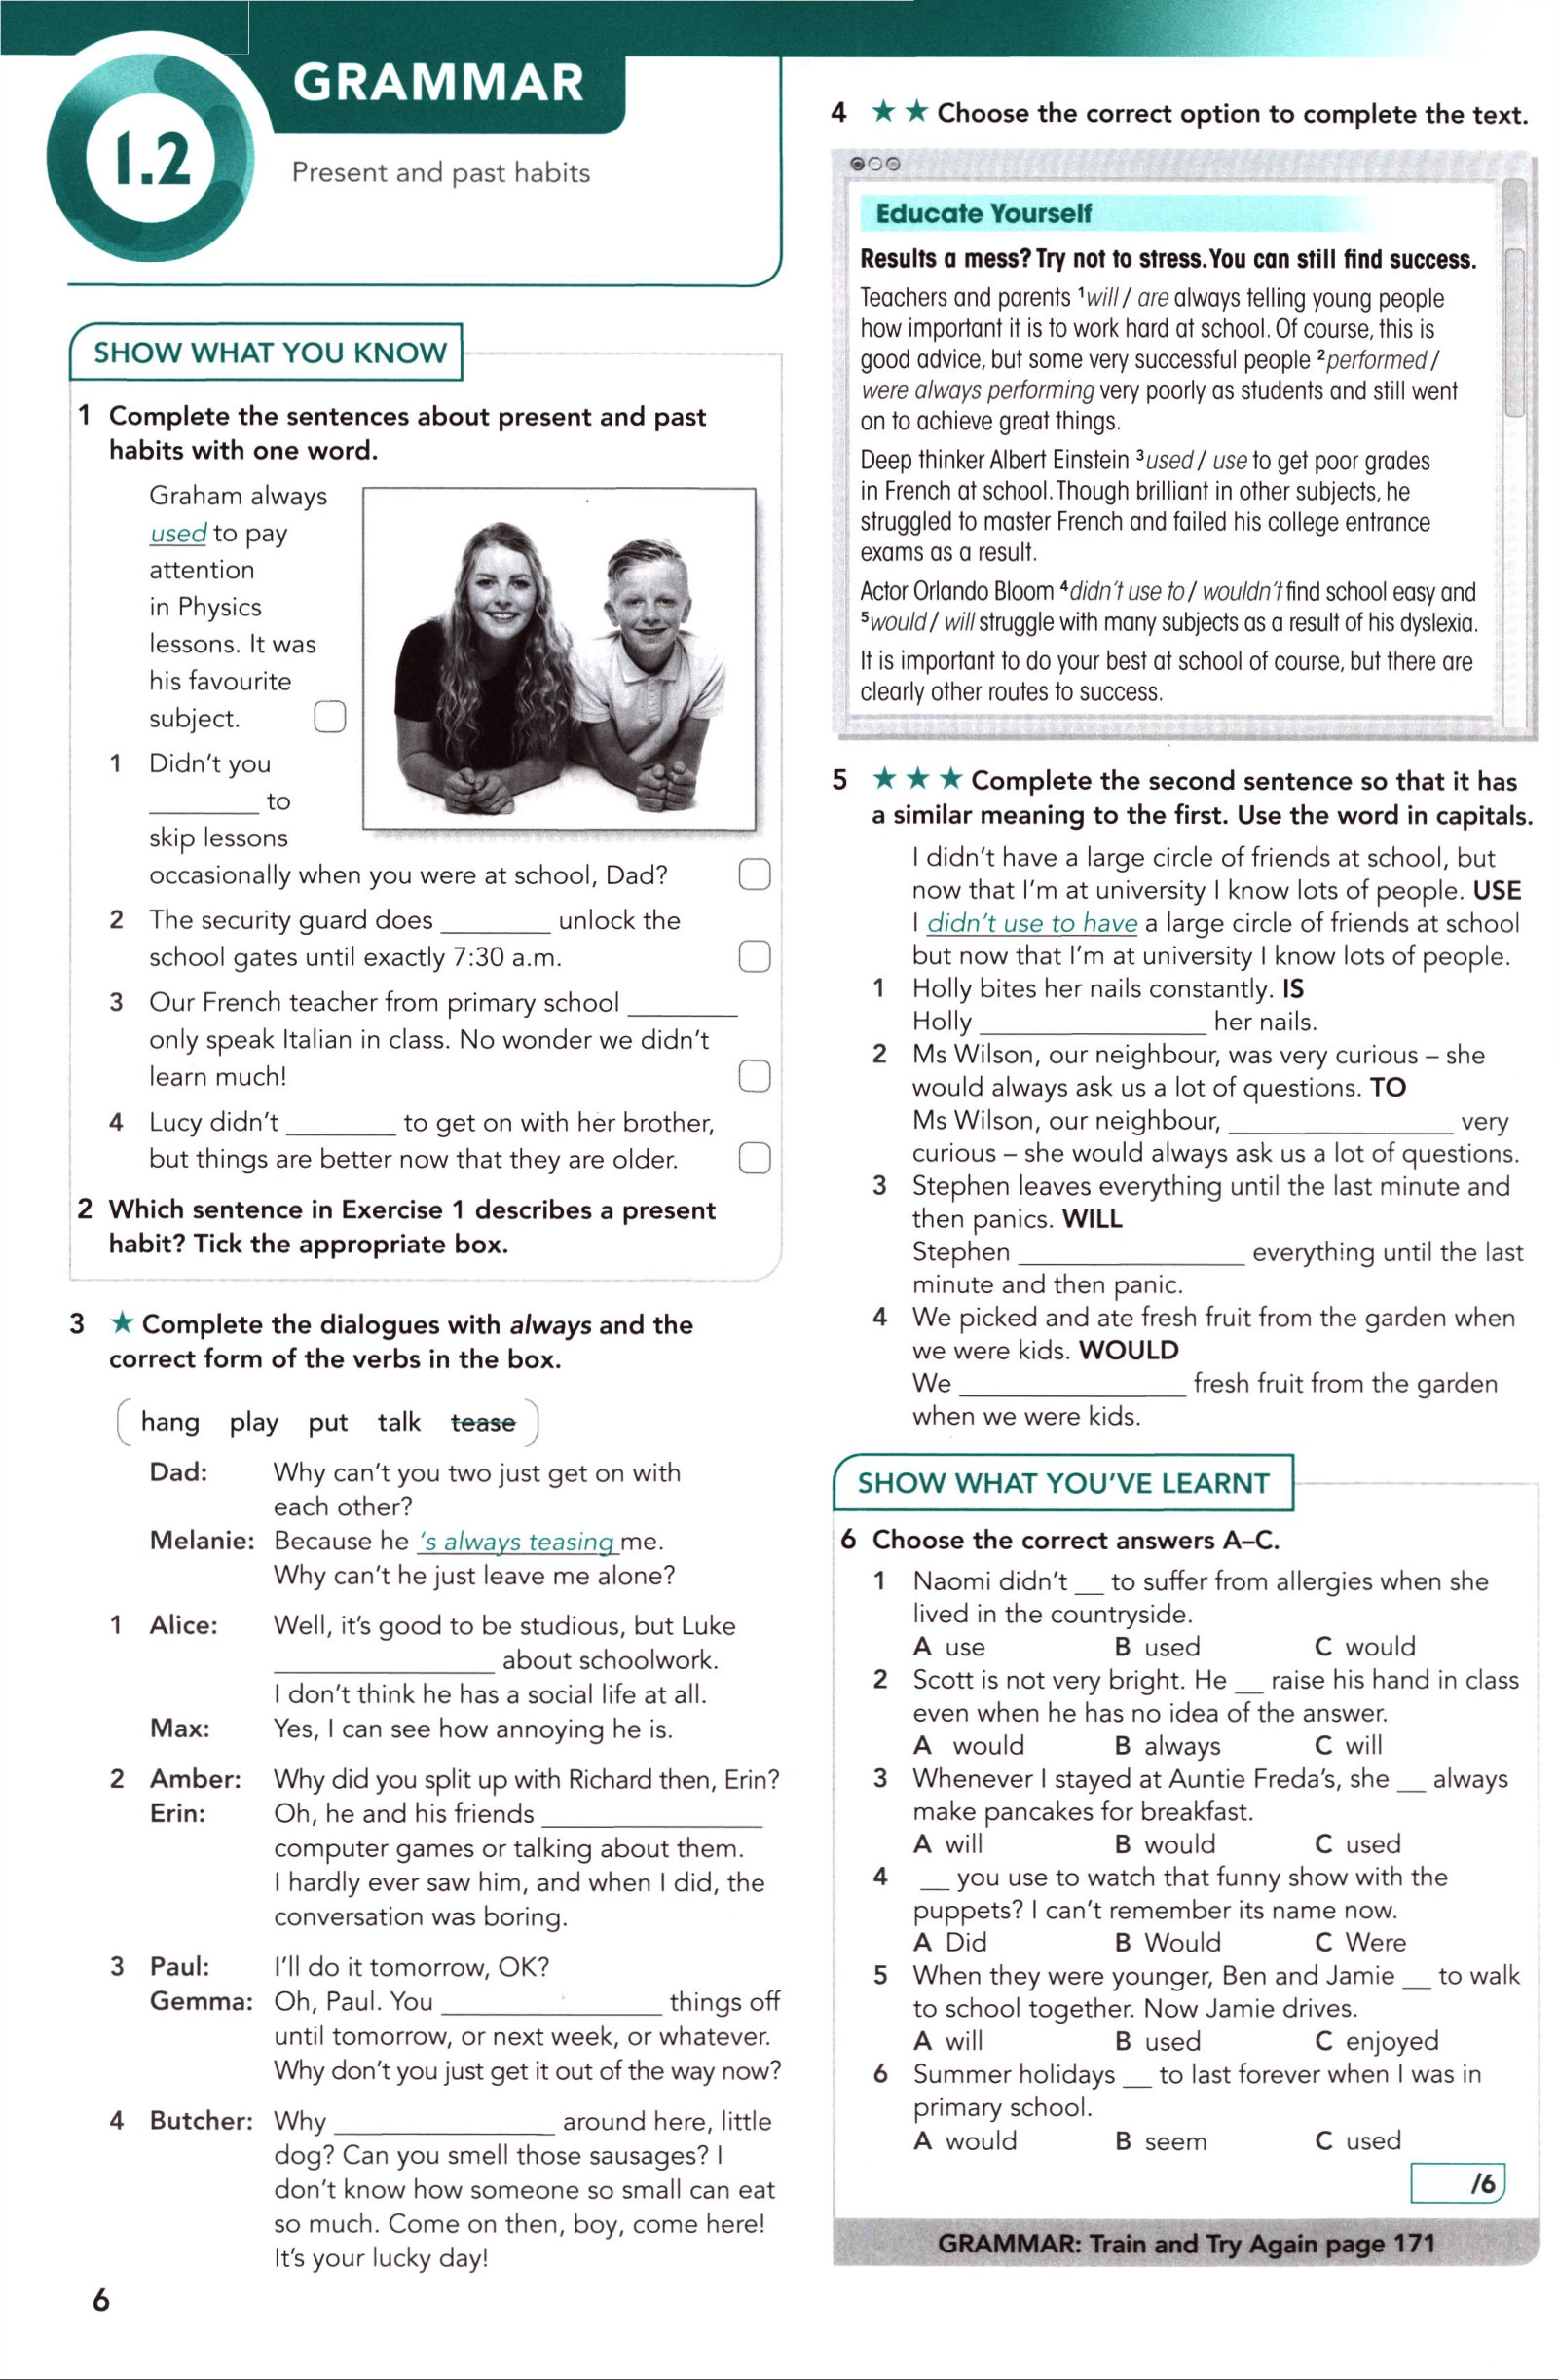 GRAMMAR
1.2
Present and past habits
SHOW WHAT YOU KNOW
1 Complete the sentences about present and past
habits with one word.
Graham always
used to pay
attention
in Physics
lessons. It was
his favourite
subject.
1 Didn't you
________ to
skip lessons
occasionally when you were at school, Dad?
2 The security guard does ________ unlock the
school gates until exactly 7:30 a.m.
3 Our French teacher from primary school ________
only speak Italian in class. No wonder we didn't
learn much!
4 Lucy didn't ________ to get on with her brother,
but things are better now that they are older.
2 Which sentence in Exercise 1 describes a present
habit? Tick the appropriate box.
3 ★ Complete the dialogues with always and the
correct form of the verbs in the box.
hang play put talk tease
Dad: Why can't you two just get on with
each other?
Melanie: Because he 's always teasing me.
Why can't he just leave me alone?
1 Alice: Well, it's good to be studious, but Luke
________________ about schoolwork.
I don't think he has a social life at all.
Max: Yes, I can see how annoying he is.
2 Amber: Why did you split up with Richard then, Erin?
Erin: Oh, he and his friends ________________
computer games or talking about them.
I hardly ever saw him, and when I did, the
conversation was boring.
3 Paul: I'll do it tomorrow, OK?
Gemma: Oh, Paul. You ________________ things off
until tomorrow, or next week, or whatever.
Why don't you just get it out of the way now?
4 Butcher: Why ________________ around here, little
dog? Can you smell those sausages? I
don't know how someone so small can eat
so much. Come on then, boy, come here!
It's your lucky day!
6
4 ★ ★ Choose the correct option to complete the text.
Educate Yourself
Results a mess? Try not to stress. You can still find success.
Teachers and parents ¹will / are always telling young people
how important it is to work hard at school. Of course, this is
good advice, but some very successful people ²performed /
were always performing very poorly as students and still went
on to achieve great things.
Deep thinker Albert Einstein ³used / use to get poor grades
in French at school. Though brilliant in other subjects, he
struggled to master French and failed his college entrance
exams as a result.
Actor Orlando Bloom ⁴didn't use to / wouldn't find school easy and
⁵would / will struggle with many subjects as a result of his dyslexia.
It is important to do your best at school of course, but there are
clearly other routes to success.
5 ★ ★ ★ Complete the second sentence so that it has
a similar meaning to the first. Use the word in capitals.
I didn't have a large circle of friends at school, but
now that I'm at university I know lots of people. USE
I didn't use to have a large circle of friends at school
but now that I'm at university I know lots of people.
1 Holly bites her nails constantly. IS
Holly ________________ her nails.
2 Ms Wilson, our neighbour, was very curious – she
would always ask us a lot of questions. TO
Ms Wilson, our neighbour, ________________ very
curious – she would always ask us a lot of questions.
3 Stephen leaves everything until the last minute and
then panics. WILL
Stephen ________________ everything until the last
minute and then panic.
4 We picked and ate fresh fruit from the garden when
we were kids. WOULD
We ________________ fresh fruit from the garden
when we were kids.
SHOW WHAT YOU'VE LEARNT
6 Choose the correct answers A–C.
1 Naomi didn't __ to suffer from allergies when she
lived in the countryside.
A use B used C would
2 Scott is not very bright. He __ raise his hand in class
even when he has no idea of the answer.
A would B always C will
3 Whenever I stayed at Auntie Freda's, she __ always
make pancakes for breakfast.
A will B would C used
4 __ you use to watch that funny show with the
puppets? I can't remember its name now.
A Did B Would C Were
5 When they were younger, Ben and Jamie __ to walk
to school together. Now Jamie drives.
A will B used C enjoyed
6 Summer holidays __ to last forever when I was in
primary school.
A would B seem C used
/6
GRAMMAR: Train and Try Again page 171